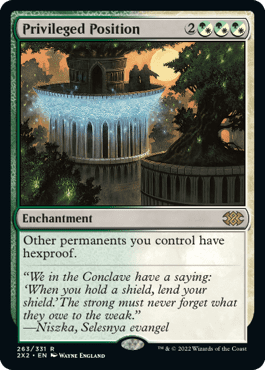 Privileged Position 2
Enchantment
Other permanents you control have
hexproof.
“We in the Conclave have a saying:
‘When you hold a shield, lend your
shield.’ The strong must never forget what
they owe to the weak.”
—Niszka, Selesnya evangel
263/331 R
2X2 • EN WAYNE ENGLAND
™ & © 2022 Wizards of the Coast